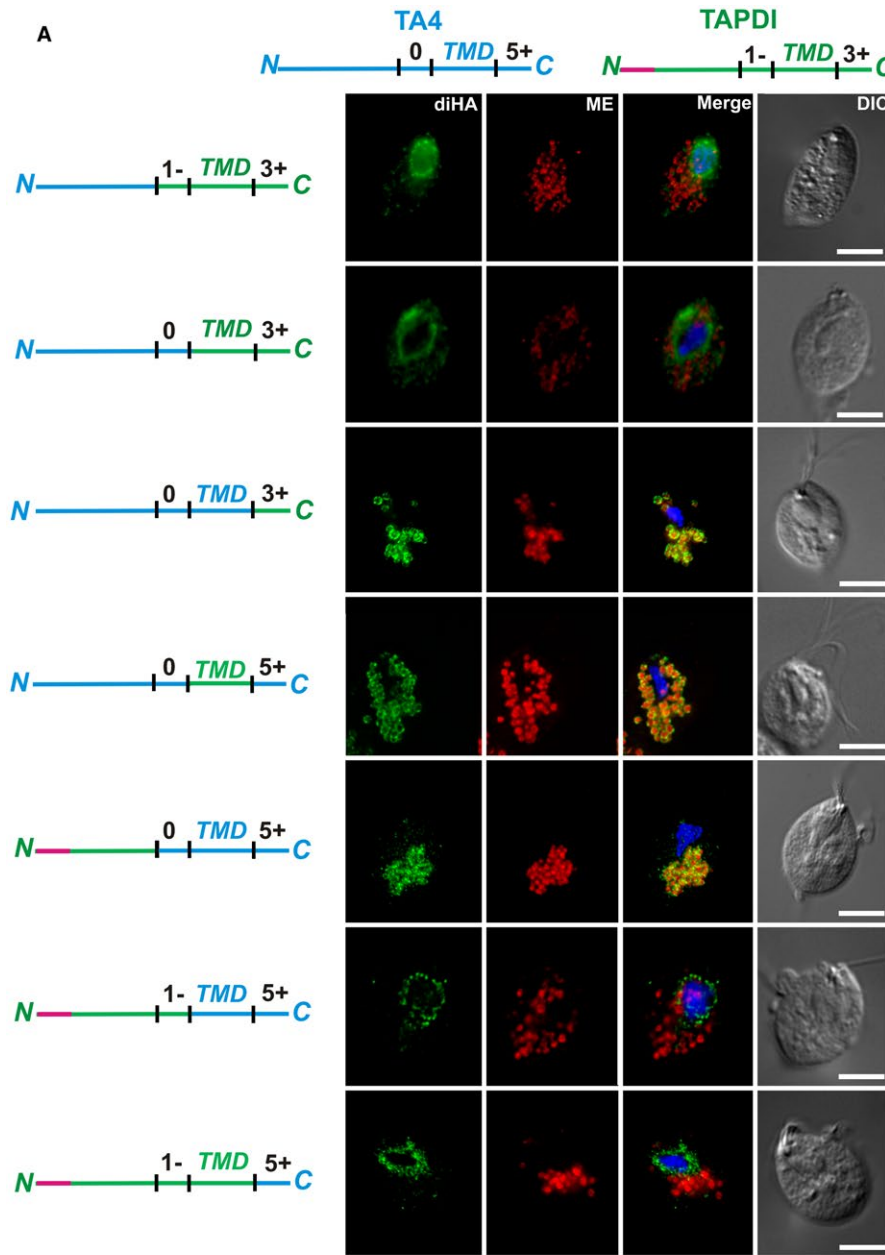 A
TA4 TAPDI
N 0 TMD 5+ C N 1- TMD 3+ C
diHA ME Merge DIC
N 1- TMD 3+ C
N 0 TMD 3+ C
N 0 TMD 3+ C
N 0 TMD 5+ C
N 0 TMD 5+ C
N 1- TMD 5+ C
N 1- TMD 5+ C